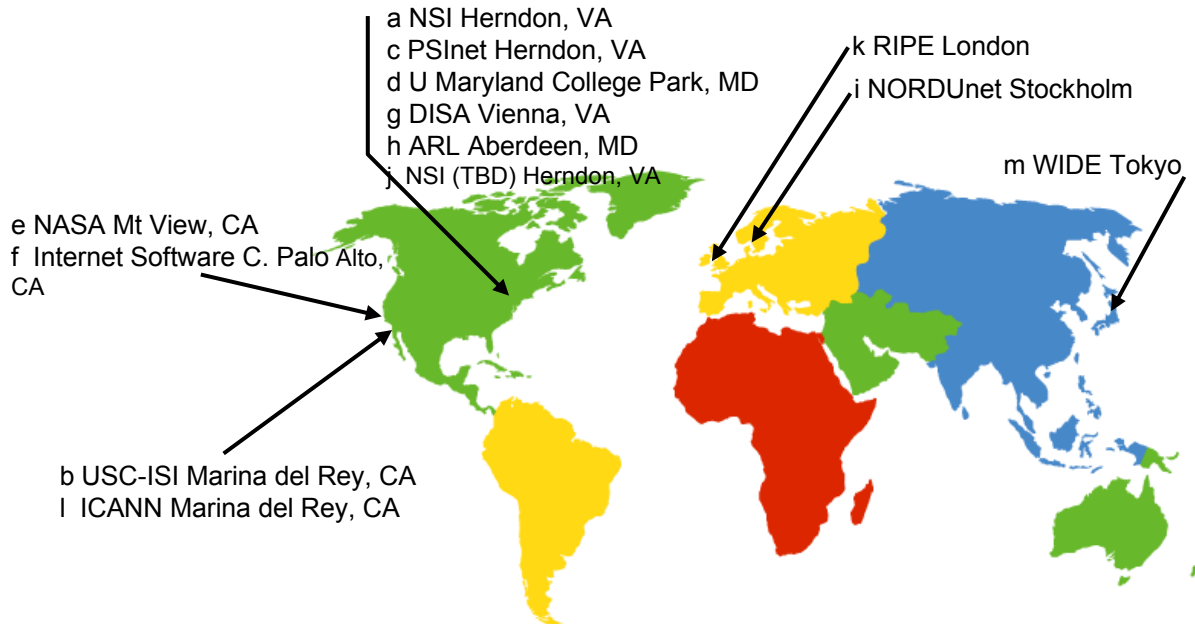 a NSI Herndon, VA
c PSInet Herndon, VA
d U Maryland College Park, MD
g DISA Vienna, VA
h ARL Aberdeen, MD
j NSI (TBD) Herndon, VA
k RIPE London
i NORDUnet Stockholm
m WIDE Tokyo
e NASA Mt View, CA
f Internet Software C. Palo Alto,
CA
b USC-ISI Marina del Rey, CA
l ICANN Marina del Rey, CA